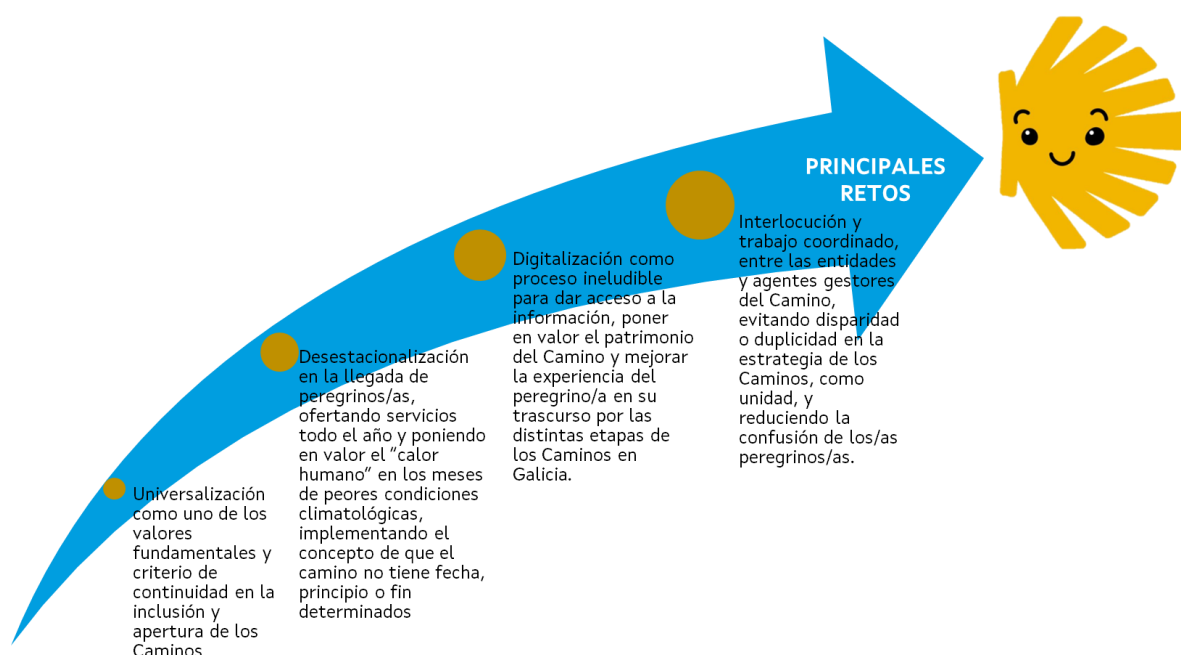 PRINCIPALES
RETOS
Universalización
como uno de los
valores
fundamentales y
criterio de
continuidad en la
inclusión y
apertura de los
Caminos
Desestacionalización
en la llegada de
peregrinos/as,
ofertando servicios
todo el año y poniendo
en valor el “calor
humano” en los meses
de peores condiciones
climatológicas,
implementando el
concepto de que el
camino no tiene fecha,
principio o fin
determinados
Digitalización como
proceso ineludible
para dar acceso a la
información, poner
en valor el patrimonio
del Camino y mejorar
la experiencia del
peregrino/a en su
trascurso por las
distintas etapas de
los Caminos en
Galicia.
Interlocución y
trabajo coordinado,
entre las entidades
y agentes gestores
del Camino,
evitando disparidad
o duplicidad en la
estrategia de los
Caminos, como
unidad, y
reduciendo la
confusión de los/as
peregrinos/as.